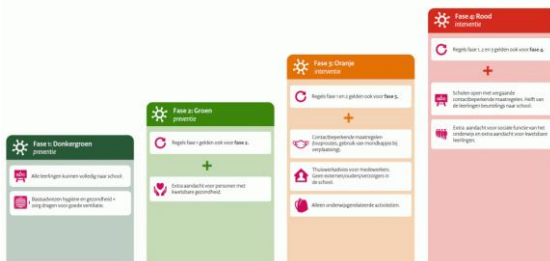 Fase 1: Donkergroen
preventie
Alle leerlingen kunnen volledig naar school.
Basisadviezen hygiëne en gezondheid +
zorg dragen voor goede ventilatie.
Fase 2: Groen
preventie
Regels fase 1 gelden ook voor fase 2.
+
Extra aandacht voor personen met
kwetsbare gezondheid.
Fase 3: Oranje
interventie
Regels fase 1 en 2 gelden ook voor fase 3.
+
Contactbeperkende maatregelen
(looproutes, gebruik van mondkapje bij
verplaatsing).
Thuiswerkadvies voor medewerkers.
Geen externen/ouders/verzorgers in
de school.
Alleen onderwijsgerelateerde activiteiten.
Fase 4: Rood
interventie
Regels fase 1, 2 en 3 gelden ook voor fase 4.
+
Scholen open met vergaande
contactbeperkende maatregelen. Helft van
de leerlingen beurtelings naar school.
Extra aandacht voor sociale functie van het
onderwijs en extra aandacht voor kwetsbare
leerlingen.